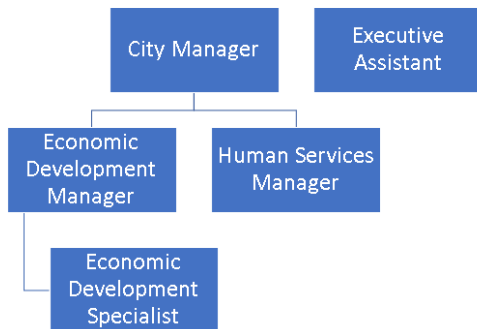 City Manager
Executive
Assistant
Economic
Development
Manager
Human Services
Manager
Economic
Development
Specialist